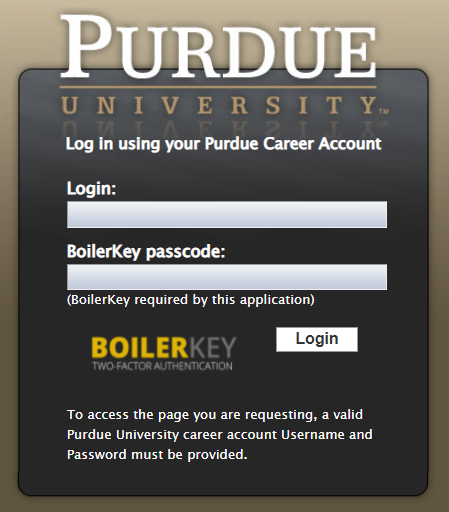 PURDUE
UNIVERSITY™
Log in using your Purdue Career Account
Login:
BoilerKey passcode:
(BoilerKey required by this application)
BOILERKEY
TWO-FACTOR AUTHENTICATION
Login
To access the page you are requesting, a valid
Purdue University career account Username and
Password must be provided.